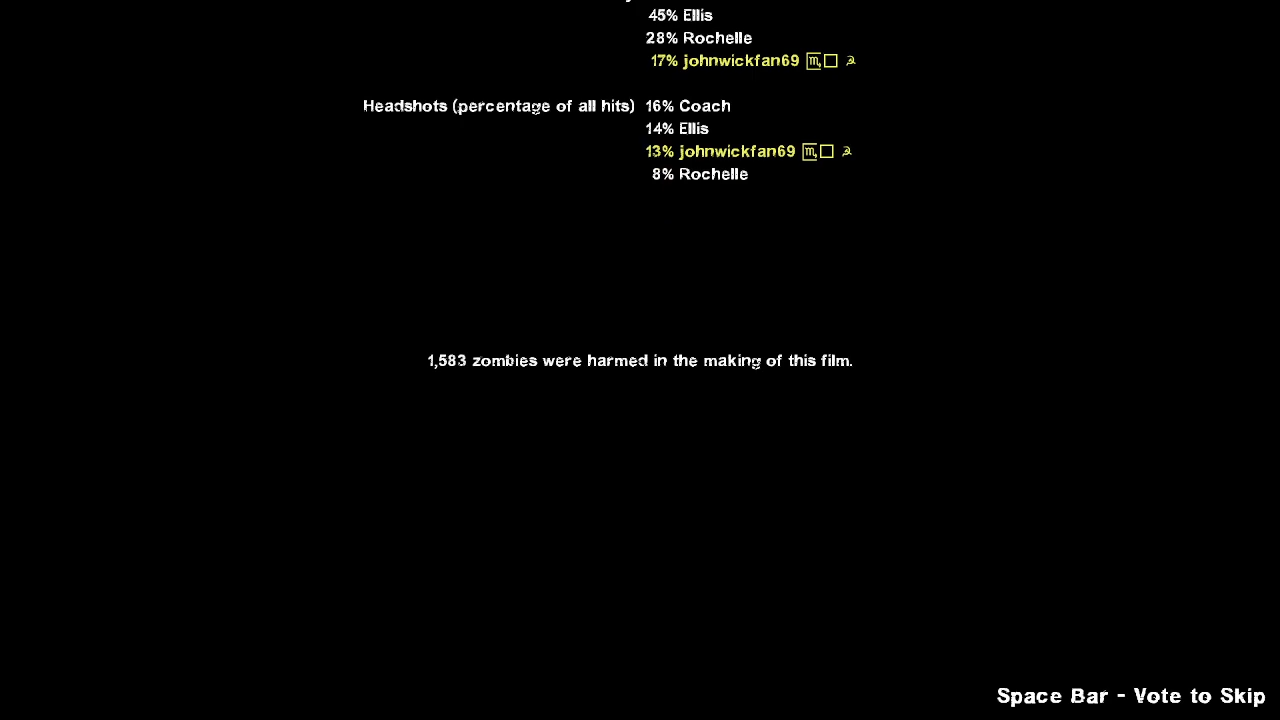 45% Ellis
28% Rochelle
17% johnwickfan69 ♏□ ☭
Headshots (percentage of all hits) 16% Coach
14% Ellis
13% johnwickfan69 ♏□ ☭
8% Rochelle
1,583 zombies were harmed in the making of this film.
Space Bar - Vote to Skip